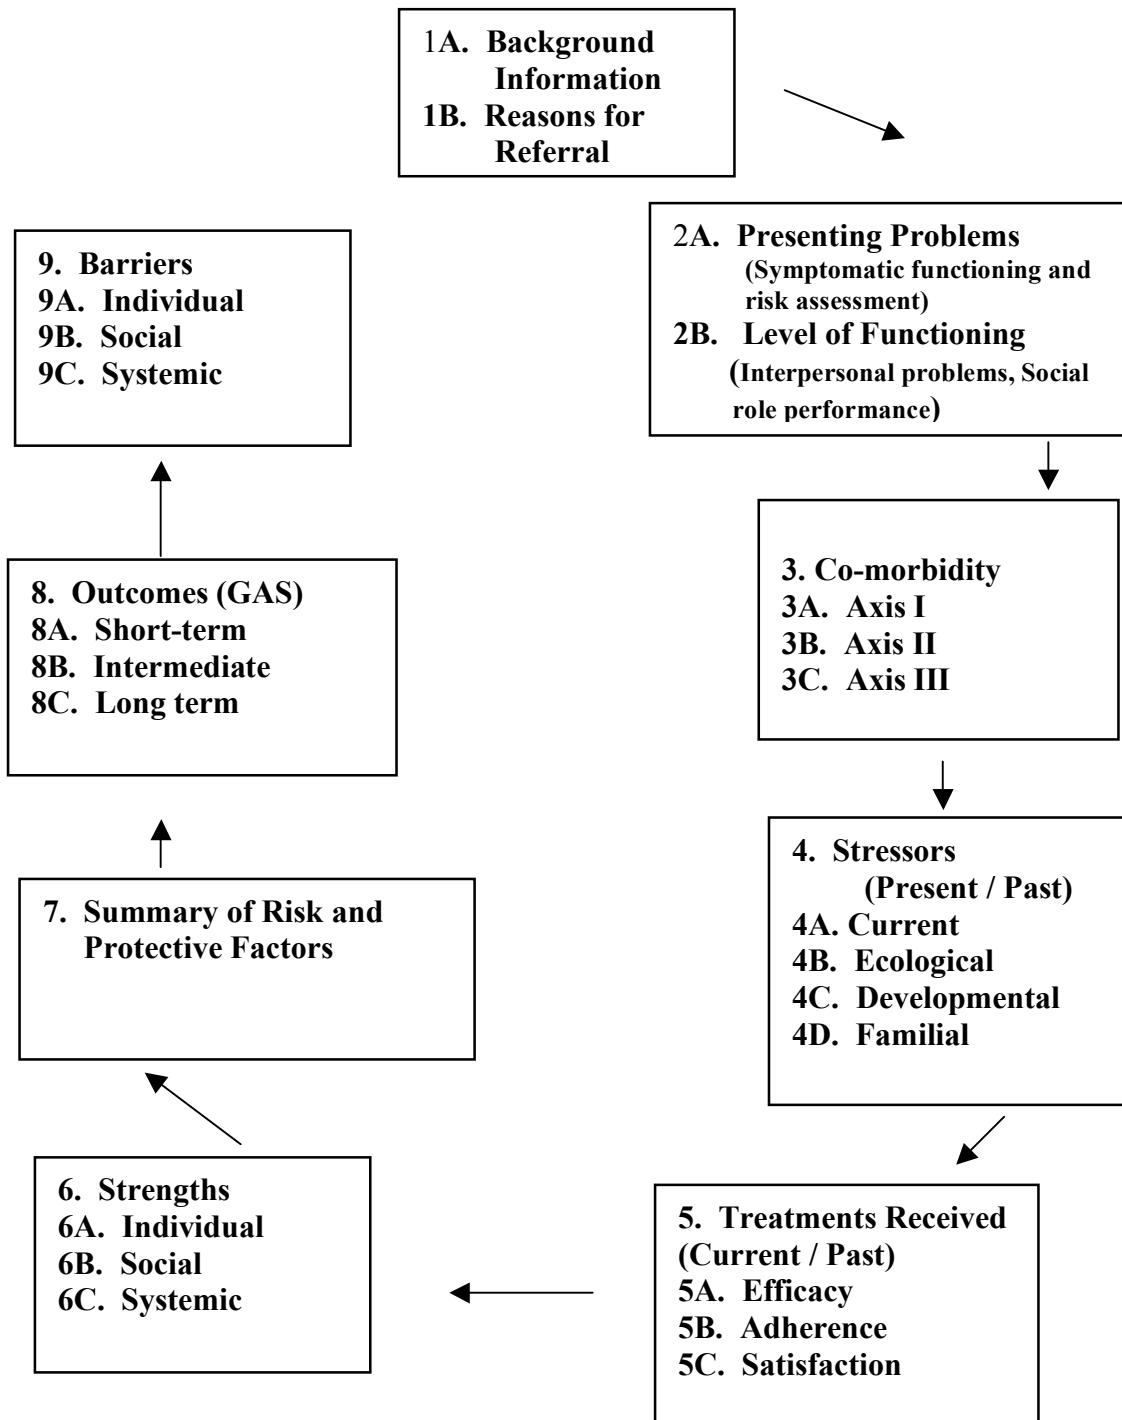 1A. Background
Information
1B. Reasons for
Referral
2A. Presenting Problems
(Symptomatic functioning and
risk assessment)
2B. Level of Functioning
(Interpersonal problems, Social
role performance)
3. Co-morbidity
3A. Axis I
3B. Axis II
3C. Axis III
4. Stressors
(Present / Past)
4A. Current
4B. Ecological
4C. Developmental
4D. Familial
5. Treatments Received
(Current / Past)
5A. Efficacy
5B. Adherence
5C. Satisfaction
6. Strengths
6A. Individual
6B. Social
6C. Systemic
7. Summary of Risk and
Protective Factors
8. Outcomes (GAS)
8A. Short-term
8B. Intermediate
8C. Long term
9. Barriers
9A. Individual
9B. Social
9C. Systemic